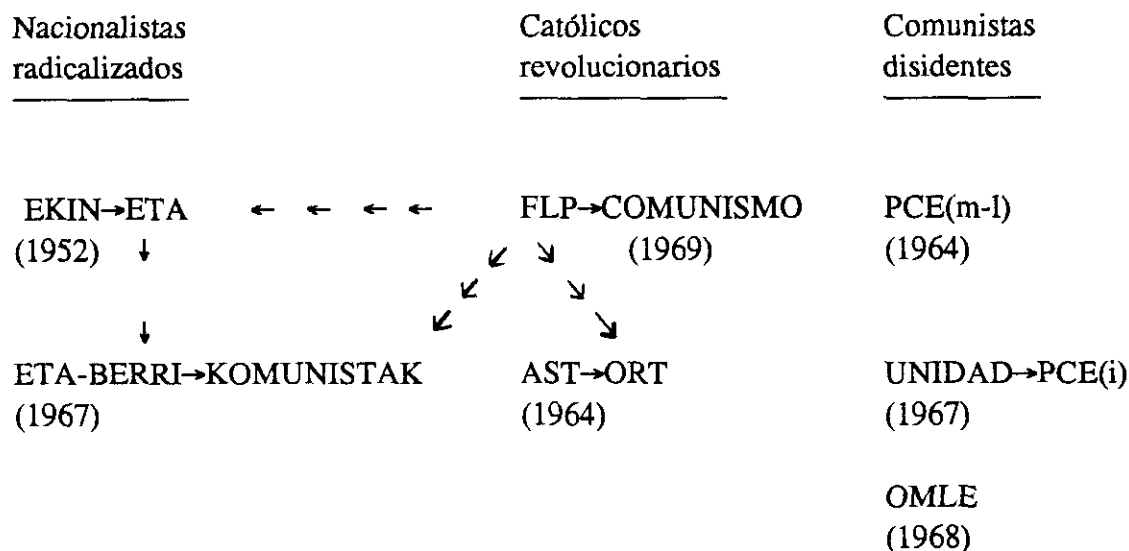 Nacionalistas
radicalizados
Católicos
revolucionarios
Comunistas
disidentes
EKIN→ETA ← ← ← ← FLP→COMUNISMO PCE(m-l)
(1952) ↓ ↙ ↘ (1969) (1964)
↙ ↘
↓ ↙ ↘
ETA-BERRI→KOMUNISTAK AST→ORT UNIDAD→PCE(i)
(1967) (1964) (1967)
OMLE
(1968)